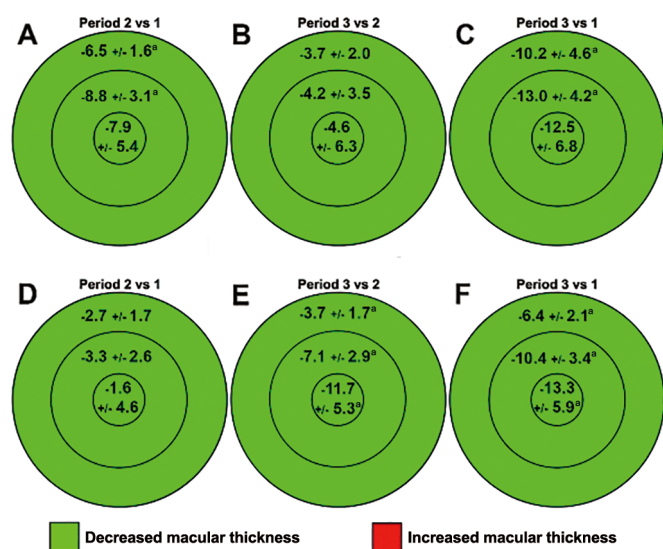 A
Period 2 vs 1
-6.5 +/- 1.6ª
-8.8 +/- 3.1ª
-7.9
+/- 5.4
B
Period 3 vs 2
-3.7 +/- 2.0
-4.2 +/- 3.5
-4.6
+/- 6.3
C
Period 3 vs 1
-10.2 +/- 4.6ª
-13.0 +/- 4.2ª
-12.5
+/- 6.8
D
Period 2 vs 1
-2.7 +/- 1.7
-3.3 +/- 2.6
-1.6
+/- 4.6
E
Period 3 vs 2
-3.7 +/- 1.7ª
-7.1 +/- 2.9ª
-11.7
+/- 5.3ª
F
Period 3 vs 1
-6.4 +/- 2.1ª
-10.4 +/- 3.4ª
-13.3
+/- 5.9ª
Decreased macular thickness
Increased macular thickness